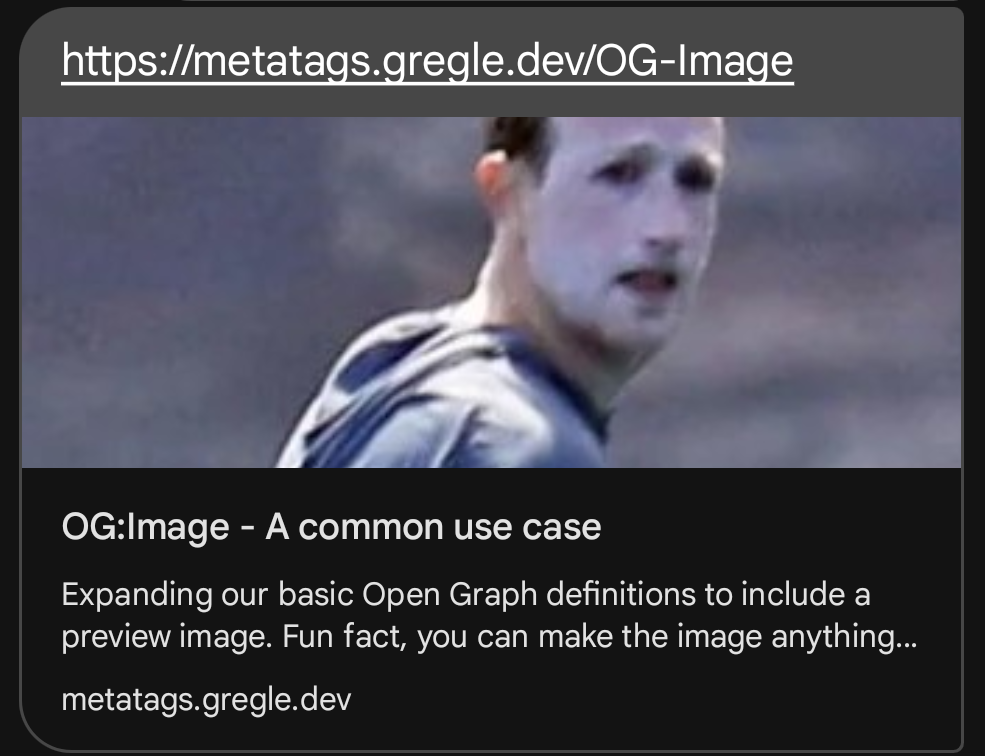 https://metatags.gregle.dev/OG-Image
OG:Image - A common use case
Expanding our basic Open Graph definitions to include a
preview image. Fun fact, you can make the image anything...
metatags.gregle.dev